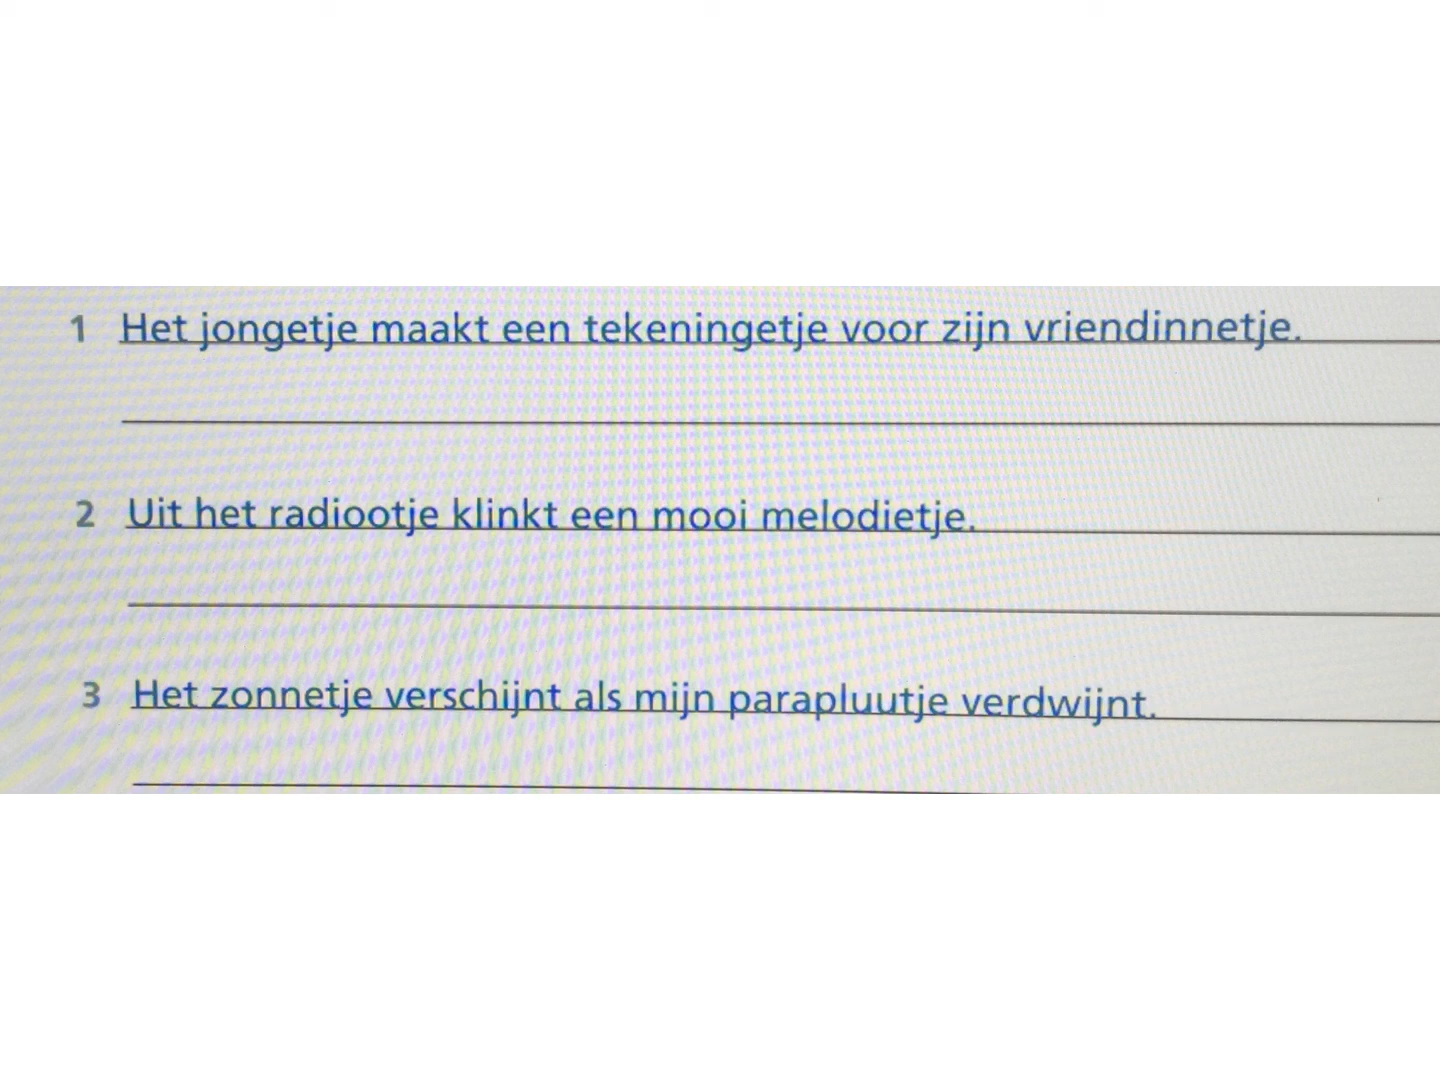 1 Het jongetje maakt een tekeningetje voor zijn vriendinnetje.
2 Uit het radiootje klinkt een mooi melodietje.
3 Het zonnetje verschijnt als mijn parapluutje verdwijnt.